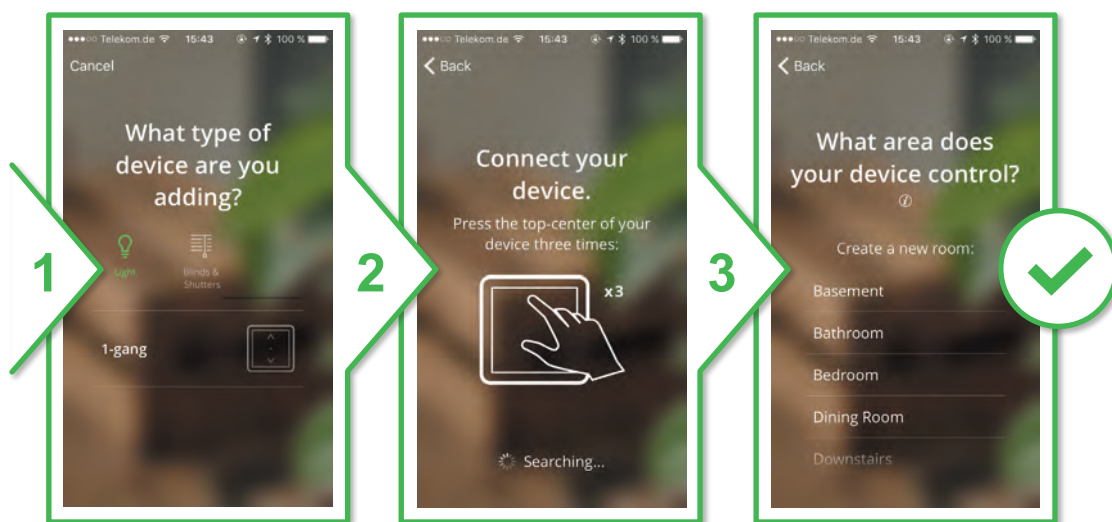 1
Telekom.de 15:43 100 %
Cancel
What type of
device are you
adding?
Light
Blinds &
Shutters
1-gang
2
Telekom.de 15:43 100 %
Back
Connect your
device.
Press the top-center of your
device three times:
x3
Searching...
3
Telekom.de 15:43 100 %
Back
What area does
your device control?
i
Create a new room:
Basement
Bathroom
Bedroom
Dining Room
Downstairs